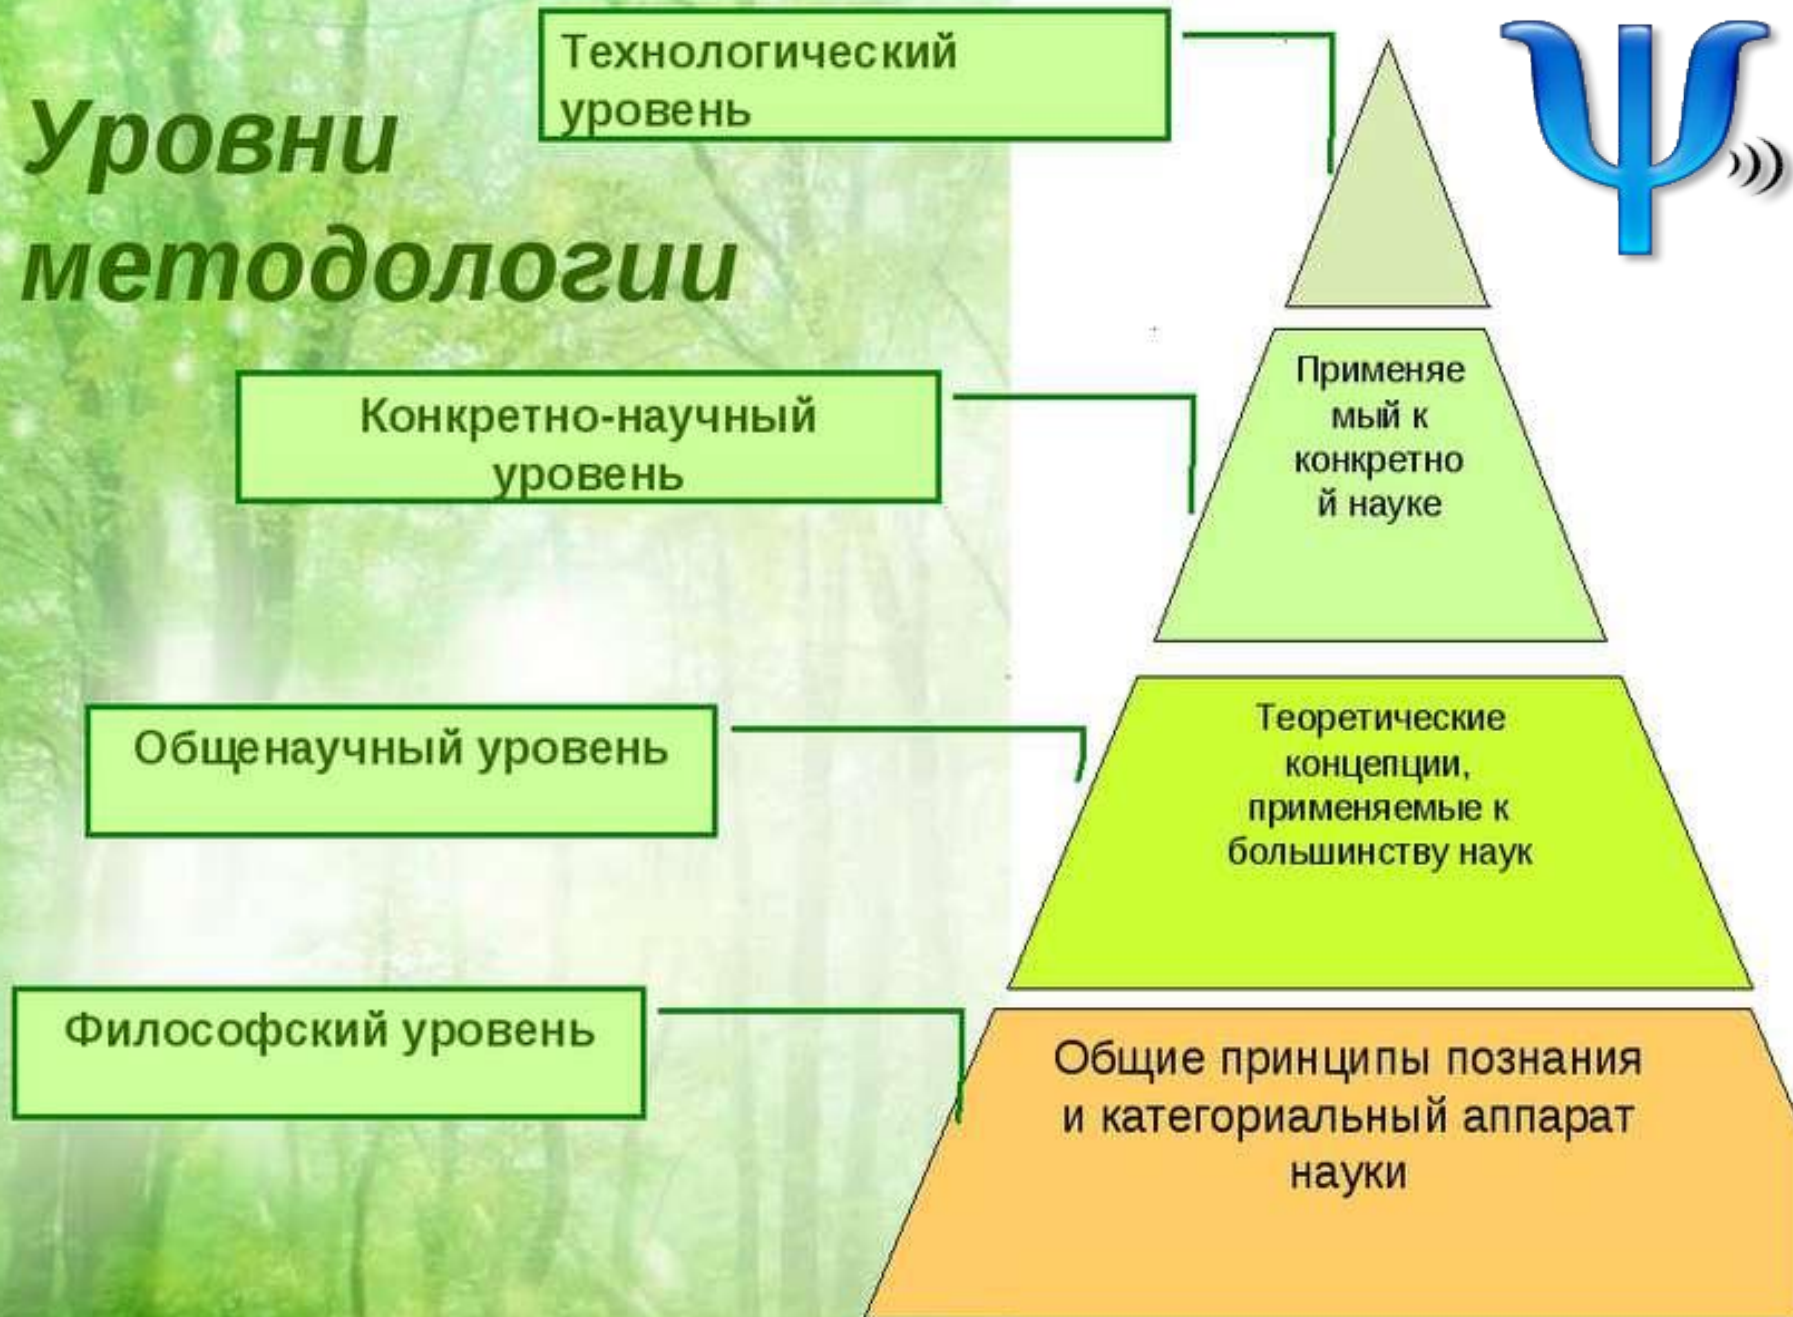 Уровни
методологии
Технологический
уровень
Конкретно-научный
уровень
Применяе
мый к
конкретно
й науке
Общенаучный уровень
Теоретические
концепции,
применяемые к
большинству наук
Философский уровень
Общие принципы познания
и категориальный аппарат
науки